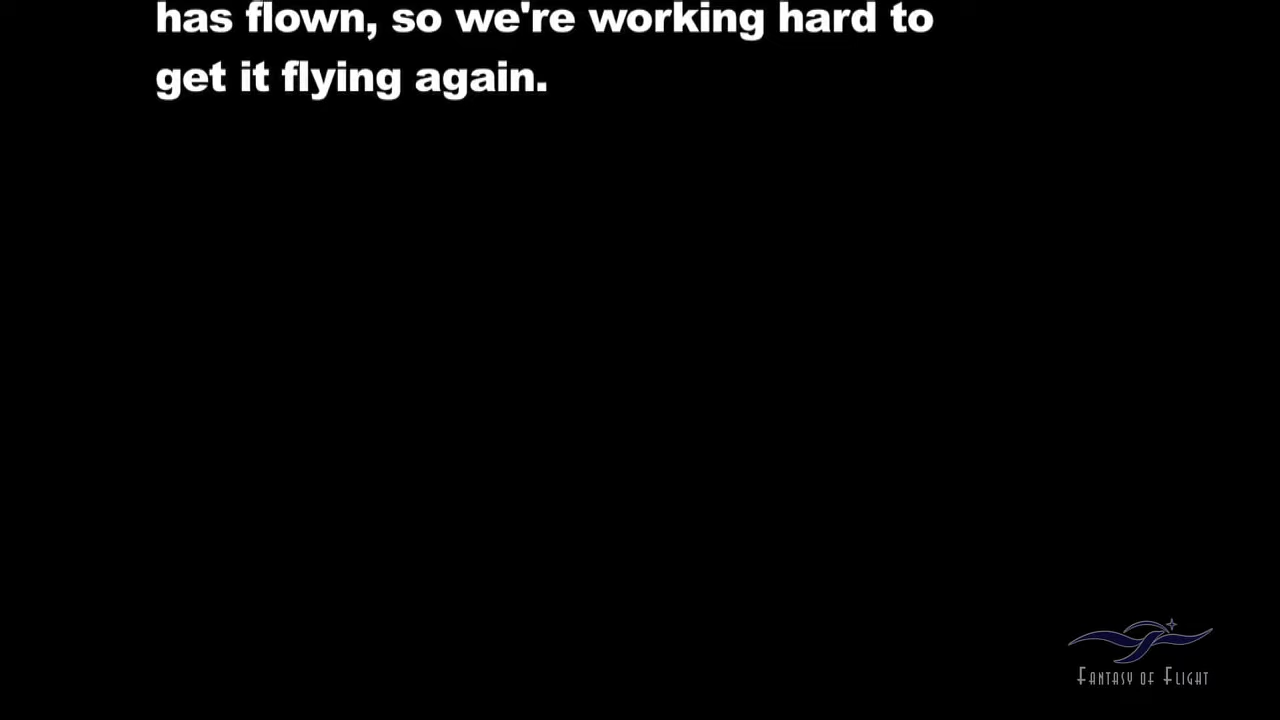 has flown, so we're working hard to
get it flying again.
FANTASY OF FLIGHT